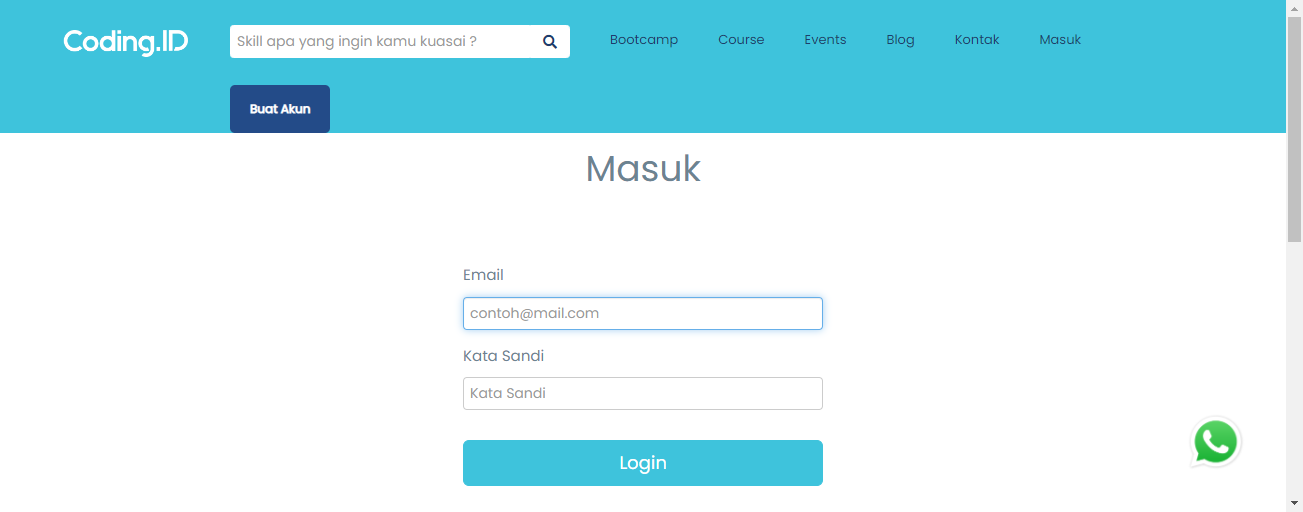 Coding.ID
Skill apa yang ingin kamu kuasai ?
Bootcamp
Course
Events
Blog
Kontak
Masuk
Buat Akun
Masuk
Email
contoh@mail.com
Kata Sandi
Kata Sandi
Login